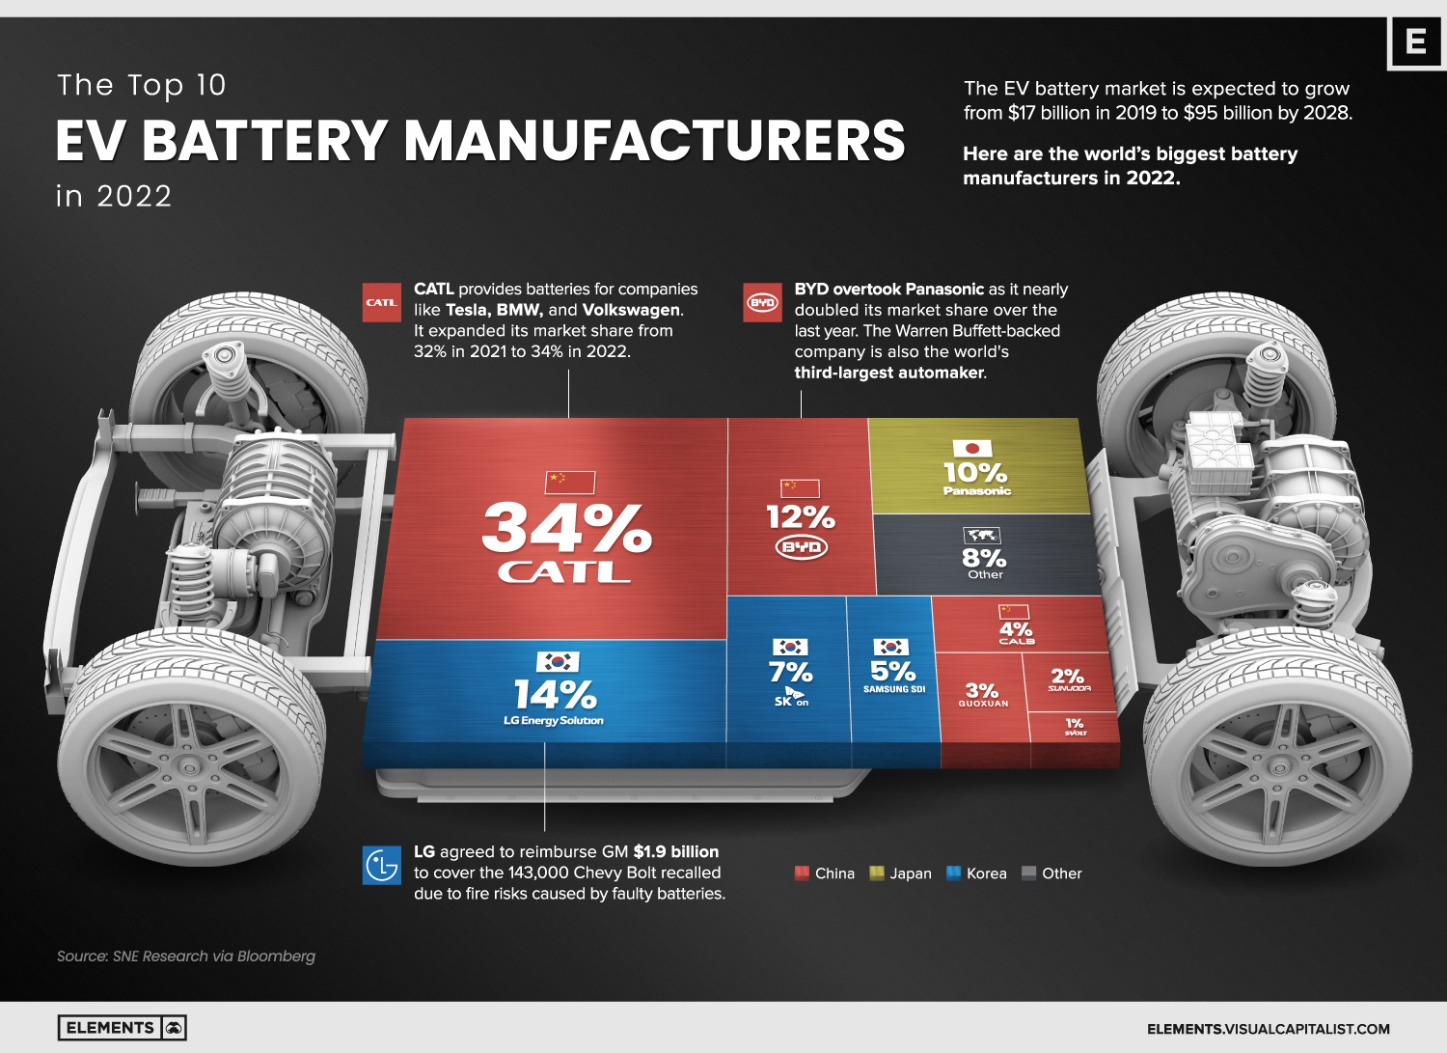 E
The Top 10
EV BATTERY MANUFACTURERS
in 2022
The EV battery market is expected to grow
from $17 billion in 2019 to $95 billion by 2028.
Here are the world's biggest battery
manufacturers in 2022.
CATL
CATL provides batteries for companies
like Tesla, BMW, and Volkswagen.
It expanded its market share from
32% in 2021 to 34% in 2022.
BYD
BYD overtook Panasonic as it nearly
doubled its market share over the
last year. The Warren Buffett-backed
company is also the world's
third-largest automaker.
34%
CATL
12%
BYD
10%
Panasonic
8%
Other
14%
LG Energy Solution
7%
SK on
5%
SAMSUNG SDI
4%
CALB
3%
GUOXUAN
2%
SUNWODA
1%
SVOLT
LG
LG agreed to reimburse GM $1.9 billion
to cover the 143,000 Chevy Bolt recalled
due to fire risks caused by faulty batteries.
China Japan Korea Other
Source: SNE Research via Bloomberg
ELEMENTS
ELEMENTS.VISUALCAPITALIST.COM